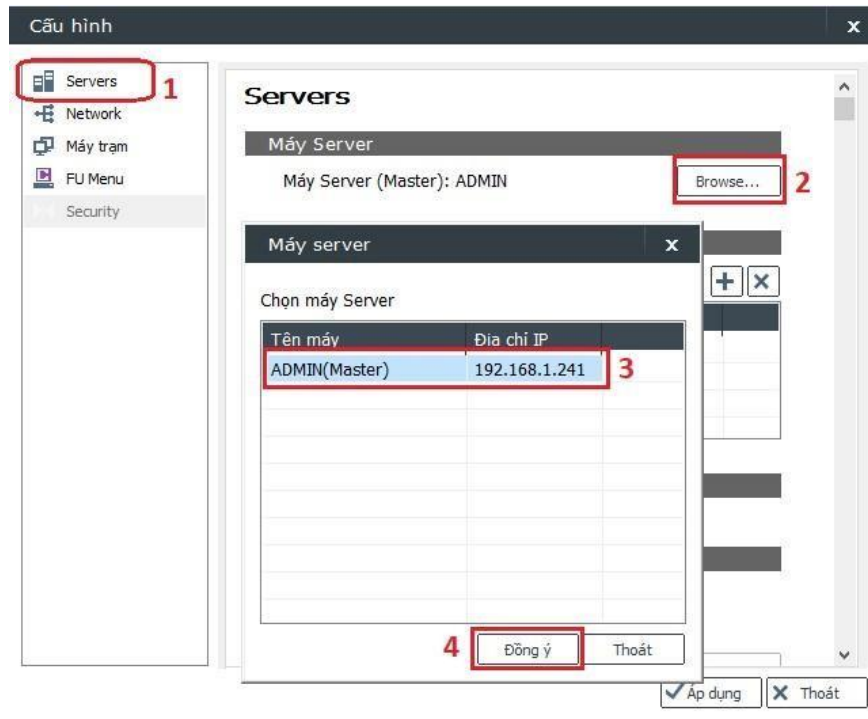 Cấu hình x
Servers 1
Network
Máy trạm
FU Menu
Security
Servers
Máy Server
Máy Server (Master): ADMIN Browse... 2
Máy server x
Chọn máy Server
Tên máy Địa chỉ IP
ADMIN(Master) 192.168.1.241 3
4 Đồng ý Thoát
Áp dụng Thoát